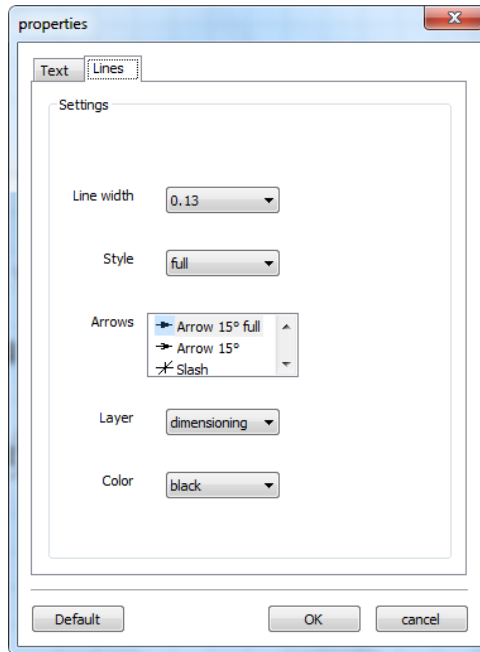 properties
Text Lines
Settings
Line width 0.13
Style full
Arrows Arrow 15° full
Arrow 15°
Slash
Layer dimensioning
Color black
Default OK cancel